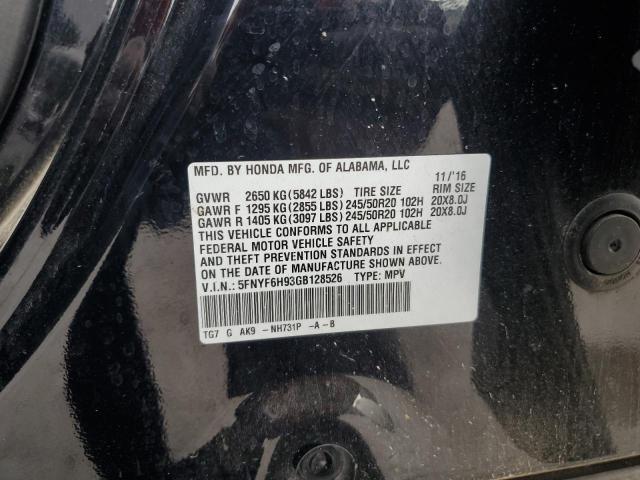 MFD. BY HONDA MFG. OF ALABAMA, LLC 11/'16
GVWR 2650 KG (5842 LBS) TIRE SIZE RIM SIZE
GAWR F 1295 KG (2855 LBS) 245/50R20 102H 20X8.0J
GAWR R 1405 KG (3097 LBS) 245/50R20 102H 20X8.0J
THIS VEHICLE CONFORMS TO ALL APPLICABLE
FEDERAL MOTOR VEHICLE SAFETY
AND THEFT PREVENTION STANDARDS IN EFFECT
ON THE DATE OF MANUFACTURE SHOWN ABOVE.
V.I.N.: 5FNYF6H93GB128526 TYPE: MPV
TG7 G AK9 -NH731P -A-B